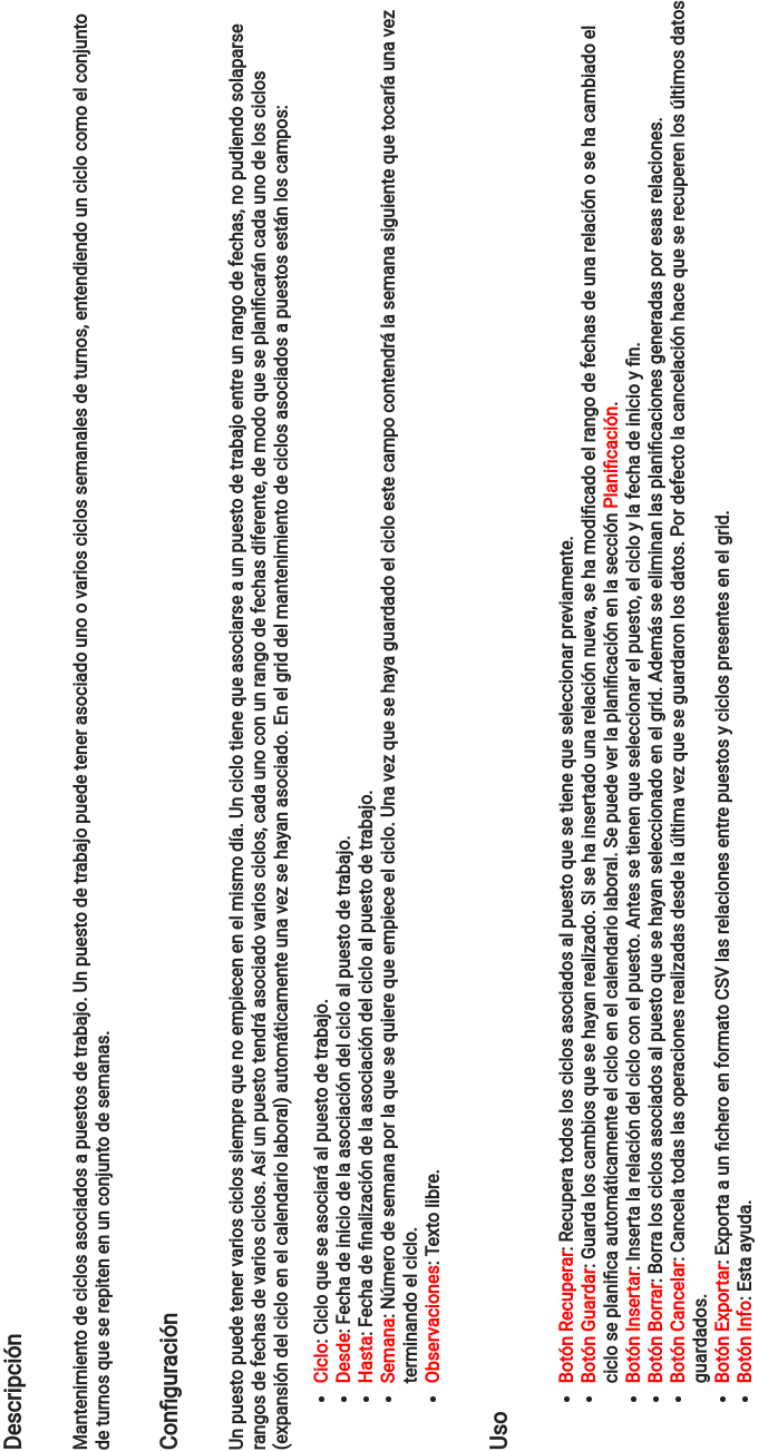 Descripción
Mantenimiento de ciclos asociados a puestos de trabajo. Un puesto de trabajo puede tener asociado uno o varios ciclos semanales de turnos, entendiendo un ciclo como el conjunto
de turnos que se repiten en un conjunto de semanas.
Configuración
Un puesto puede tener varios ciclos siempre que no empiecen en el mismo día. Un ciclo tiene que asociarse a un puesto de trabajo entre un rango de fechas, no pudiendo solaparse
rangos de fechas de varios ciclos. Así un puesto tendrá asociado varios ciclos, cada uno con un rango de fechas diferente, de modo que se planificarán cada uno de los ciclos
(expansión del ciclo en el calendario laboral) automáticamente una vez se hayan asociado. En el grid del mantenimiento de ciclos asociados a puestos están los campos:
• Ciclo: Ciclo que se asociará al puesto de trabajo.
• Desde: Fecha de inicio de la asociación del ciclo al puesto de trabajo.
• Hasta: Fecha de finalización de la asociación del ciclo al puesto de trabajo.
• Semana: Número de semana por la que se quiere que empiece el ciclo. Una vez que se haya guardado el ciclo este campo contendrá la semana siguiente que tocaría una vez
terminando el ciclo.
• Observaciones: Texto libre.
Uso
• Botón Recuperar: Recupera todos los ciclos asociados al puesto que se tiene que seleccionar previamente.
• Botón Guardar: Guarda los cambios que se hayan realizado. Si se ha insertado una relación nueva, se ha modificado el rango de fechas de una relación o se ha cambiado el
ciclo se planifica automáticamente el ciclo en el calendario laboral. Se puede ver la planificación en la sección Planificación.
• Botón Insertar: Inserta la relación del ciclo con el puesto. Antes se tienen que seleccionar el puesto, el ciclo y la fecha de inicio y fin.
• Botón Borrar: Borra los ciclos asociados al puesto que se hayan seleccionado en el grid. Además se eliminan las planificaciones generadas por esas relaciones.
• Botón Cancelar: Cancela todas las operaciones realizadas desde la última vez que se guardaron los datos. Por defecto la cancelación hace que se recuperen los últimos datos
guardados.
• Botón Exportar: Exporta a un fichero en formato CSV las relaciones entre puestos y ciclos presentes en el grid.
• Botón Info: Esta ayuda.